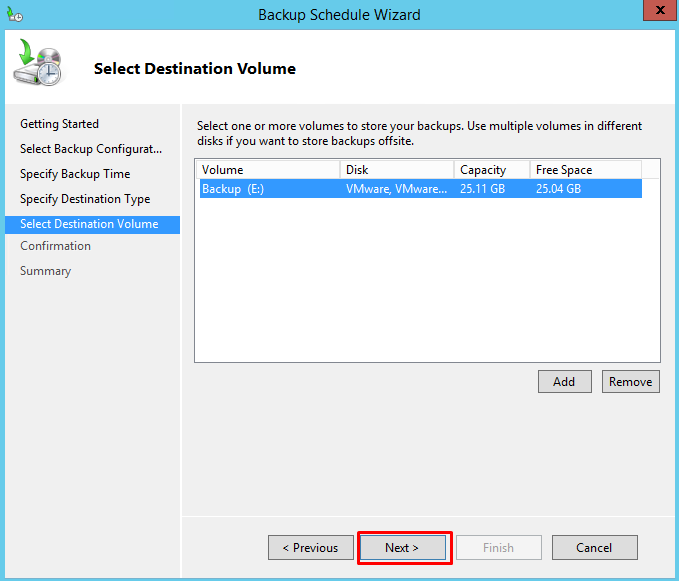 Backup Schedule Wizard
x
Select Destination Volume
Getting Started
Select Backup Configurat...
Specify Backup Time
Specify Destination Type
Select Destination Volume
Confirmation
Summary
Select one or more volumes to store your backups. Use multiple volumes in different
disks if you want to store backups offsite.
Volume Disk Capacity Free Space
Backup (E:) VMware, VMware... 25.11 GB 25.04 GB
Add Remove
< Previous Next > Finish Cancel